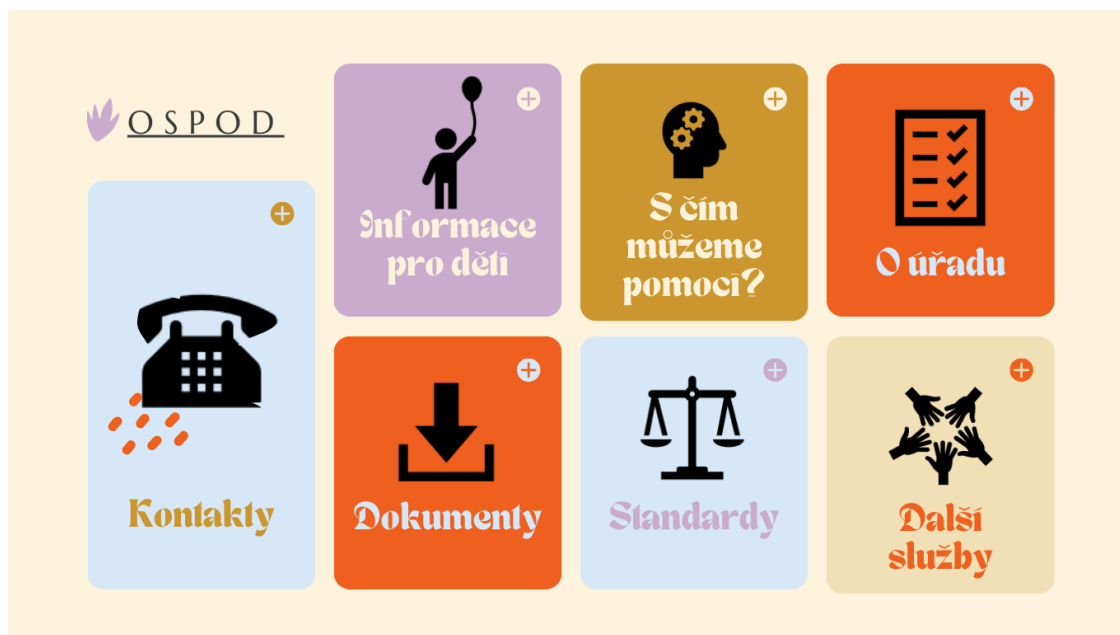 OSPOD
Informace
pro děti
S čím
můžeme
pomoci?
O úřadu
Kontakty
Dokumenty
Standardy
Další
služby